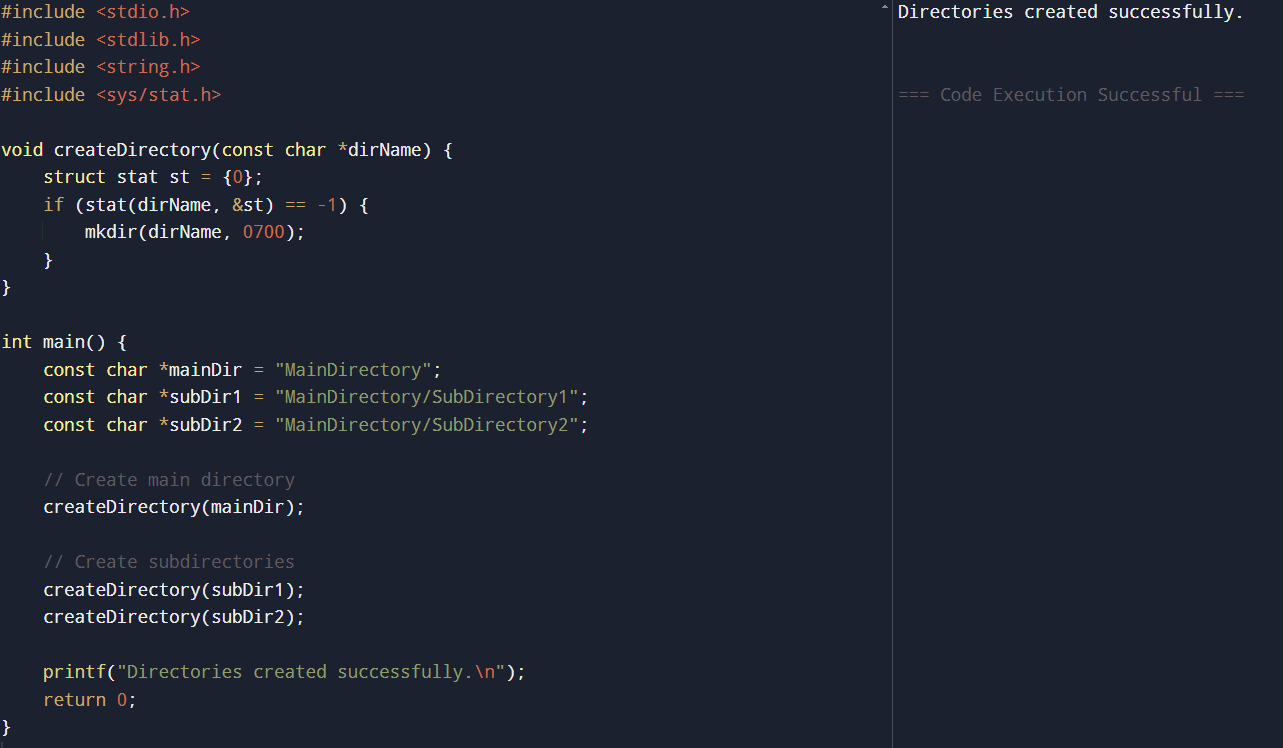 #include <stdio.h>
#include <stdlib.h>
#include <string.h>
#include <sys/stat.h>

void createDirectory(const char *dirName) {
    struct stat st = {0};
    if (stat(dirName, &st) == -1) {
        mkdir(dirName, 0700);
    }
}

int main() {
    const char *mainDir = "MainDirectory";
    const char *subDir1 = "MainDirectory/SubDirectory1";
    const char *subDir2 = "MainDirectory/SubDirectory2";

    // Create main directory
    createDirectory(mainDir);

    // Create subdirectories
    createDirectory(subDir1);
    createDirectory(subDir2);

    printf("Directories created successfully.\n");
    return 0;
}
Directories created successfully.

=== Code Execution Successful ===